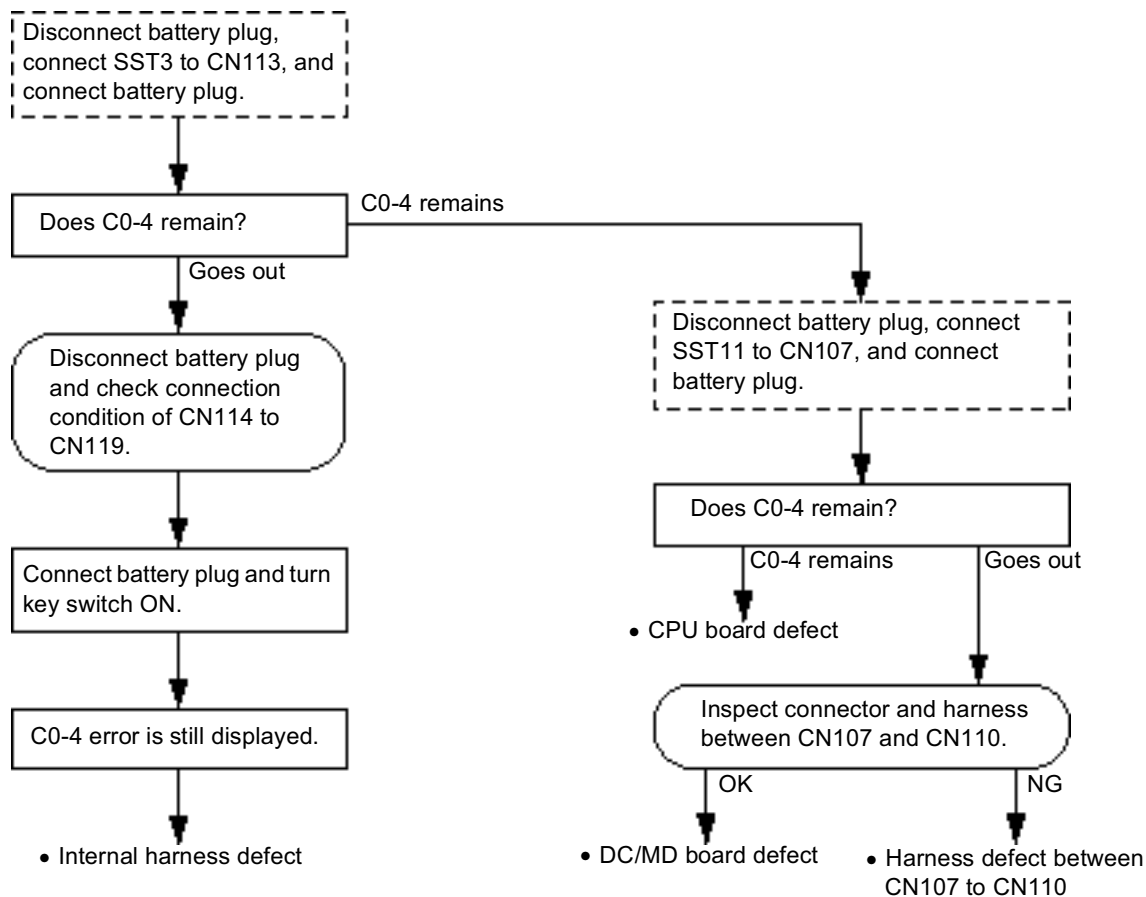 Disconnect battery plug,
connect SST3 to CN113, and
connect battery plug.
Does C0-4 remain?
C0-4 remains
Goes out
Disconnect battery plug
and check connection
condition of CN114 to
CN119.
Connect battery plug and turn
key switch ON.
C0-4 error is still displayed.
• Internal harness defect
Disconnect battery plug, connect
SST11 to CN107, and connect
battery plug.
Does C0-4 remain?
C0-4 remains
Goes out
• CPU board defect
Inspect connector and harness
between CN107 and CN110.
OK
NG
• DC/MD board defect
• Harness defect between
CN107 to CN110